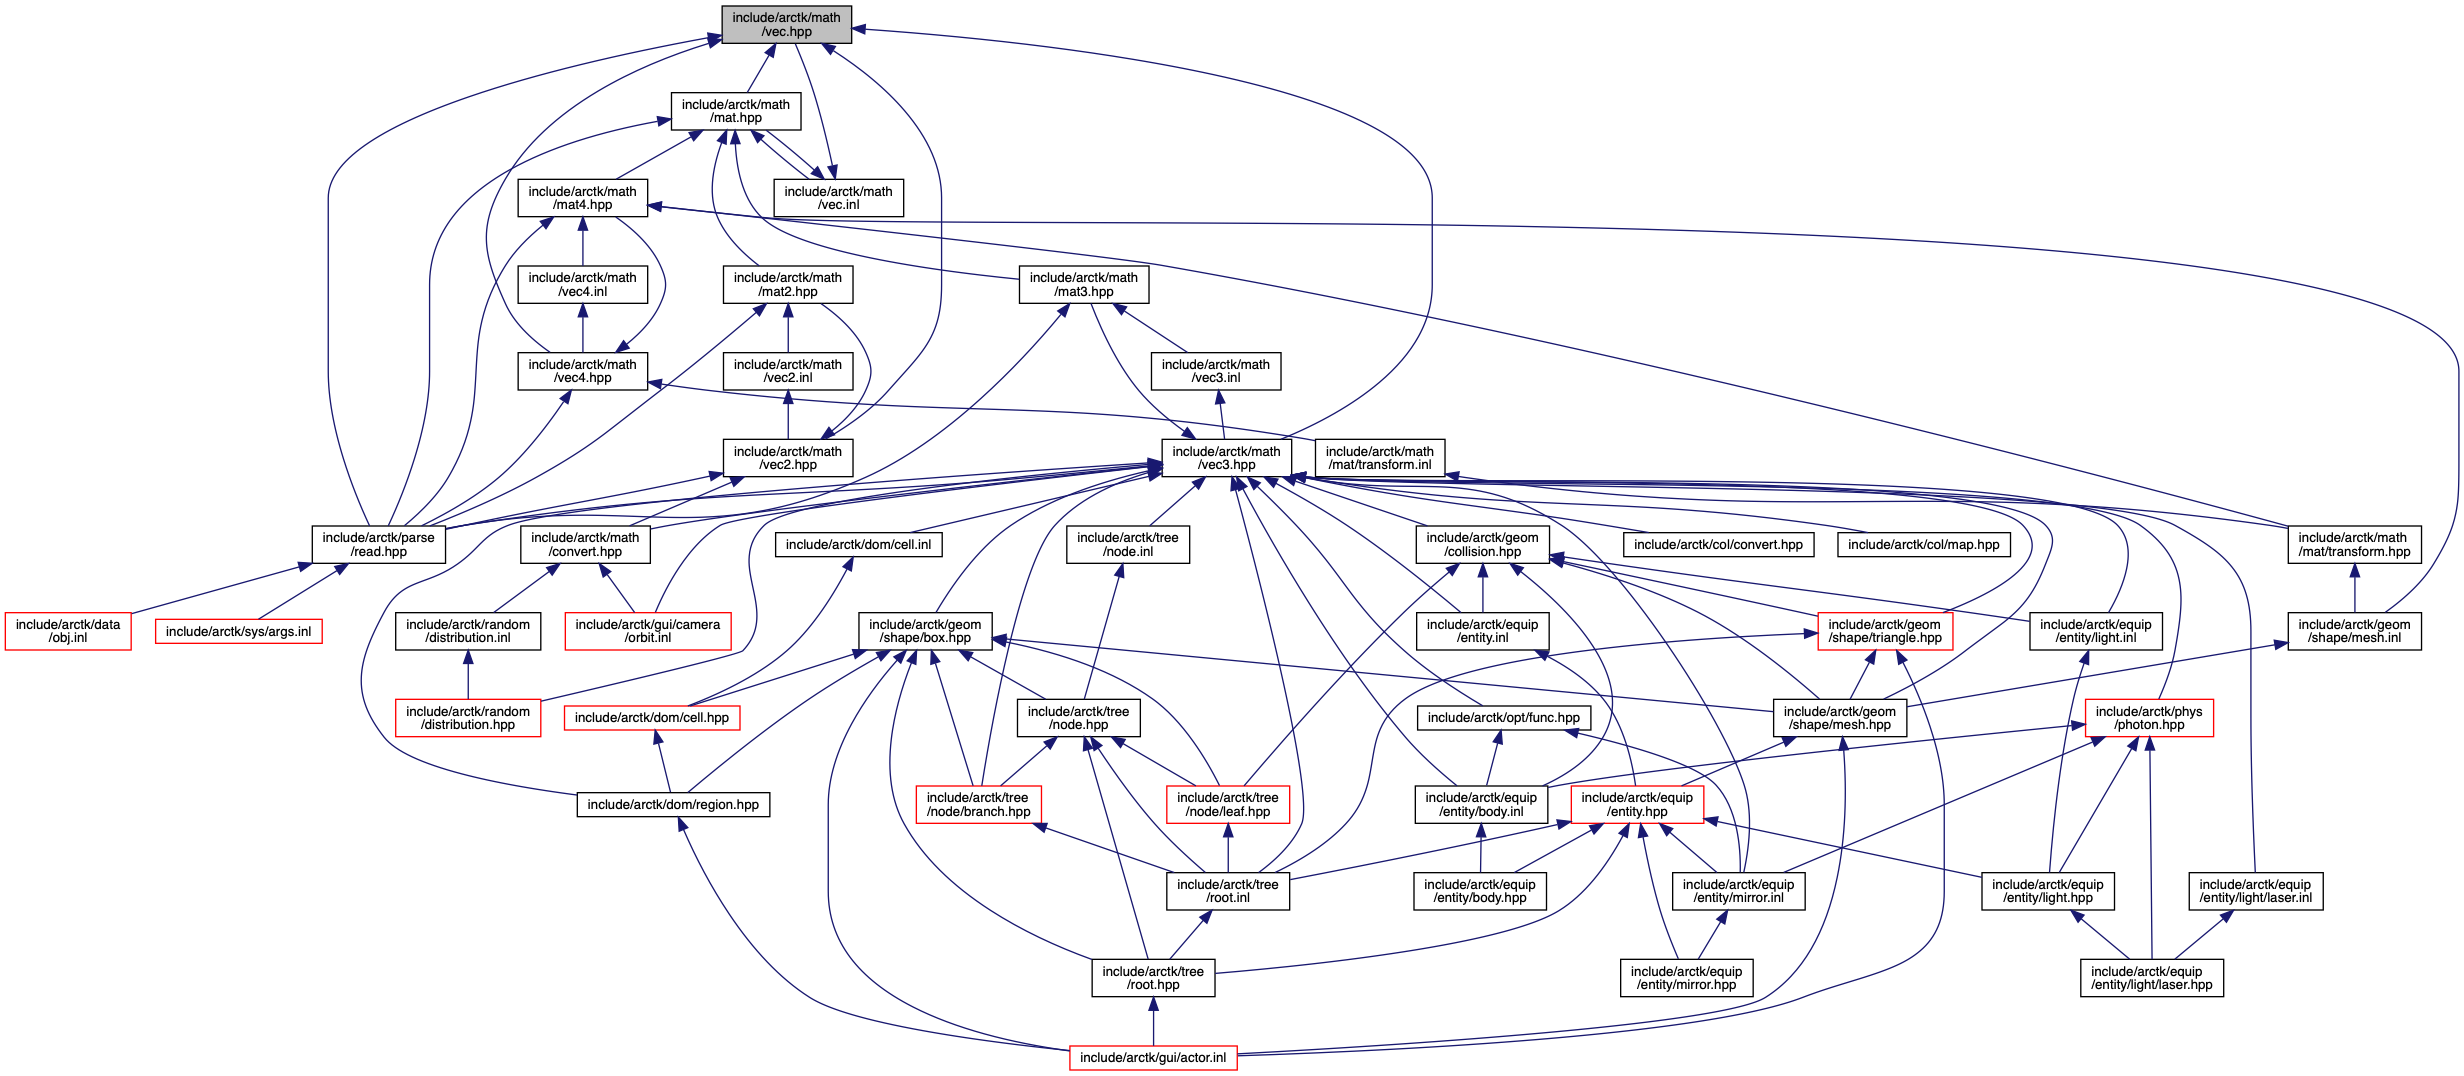 include/arctk/math
/vec.hpp
include/arctk/math
/mat.hpp
include/arctk/math
/mat4.hpp
include/arctk/math
/vec.inl
include/arctk/math
/vec4.inl
include/arctk/math
/mat2.hpp
include/arctk/math
/mat3.hpp
include/arctk/math
/vec4.hpp
include/arctk/math
/vec2.inl
include/arctk/math
/vec3.inl
include/arctk/math
/vec2.hpp
include/arctk/math
/vec3.hpp
include/arctk/math
/mat/transform.inl
include/arctk/parse
/read.hpp
include/arctk/math
/convert.hpp
include/arctk/dom/cell.inl
include/arctk/tree
/node.inl
include/arctk/geom
/collision.hpp
include/arctk/col/convert.hpp
include/arctk/col/map.hpp
include/arctk/math
/mat/transform.hpp
include/arctk/data
/obj.inl
include/arctk/sys/args.inl
include/arctk/random
/distribution.inl
include/arctk/gui/camera
/orbit.inl
include/arctk/geom
/shape/box.hpp
include/arctk/equip
/entity.inl
include/arctk/geom
/shape/triangle.hpp
include/arctk/equip
/entity/light.inl
include/arctk/geom
/shape/mesh.inl
include/arctk/random
/distribution.hpp
include/arctk/dom/cell.hpp
include/arctk/tree
/node.hpp
include/arctk/opt/func.hpp
include/arctk/geom
/shape/mesh.hpp
include/arctk/phys
/photon.hpp
include/arctk/dom/region.hpp
include/arctk/tree
/node/branch.hpp
include/arctk/tree
/node/leaf.hpp
include/arctk/equip
/entity/body.inl
include/arctk/equip
/entity.hpp
include/arctk/tree
/root.inl
include/arctk/equip
/entity/body.hpp
include/arctk/equip
/entity/mirror.inl
include/arctk/equip
/entity/light.hpp
include/arctk/equip
/entity/light/laser.inl
include/arctk/tree
/root.hpp
include/arctk/equip
/entity/mirror.hpp
include/arctk/equip
/entity/light/laser.hpp
include/arctk/gui/actor.inl